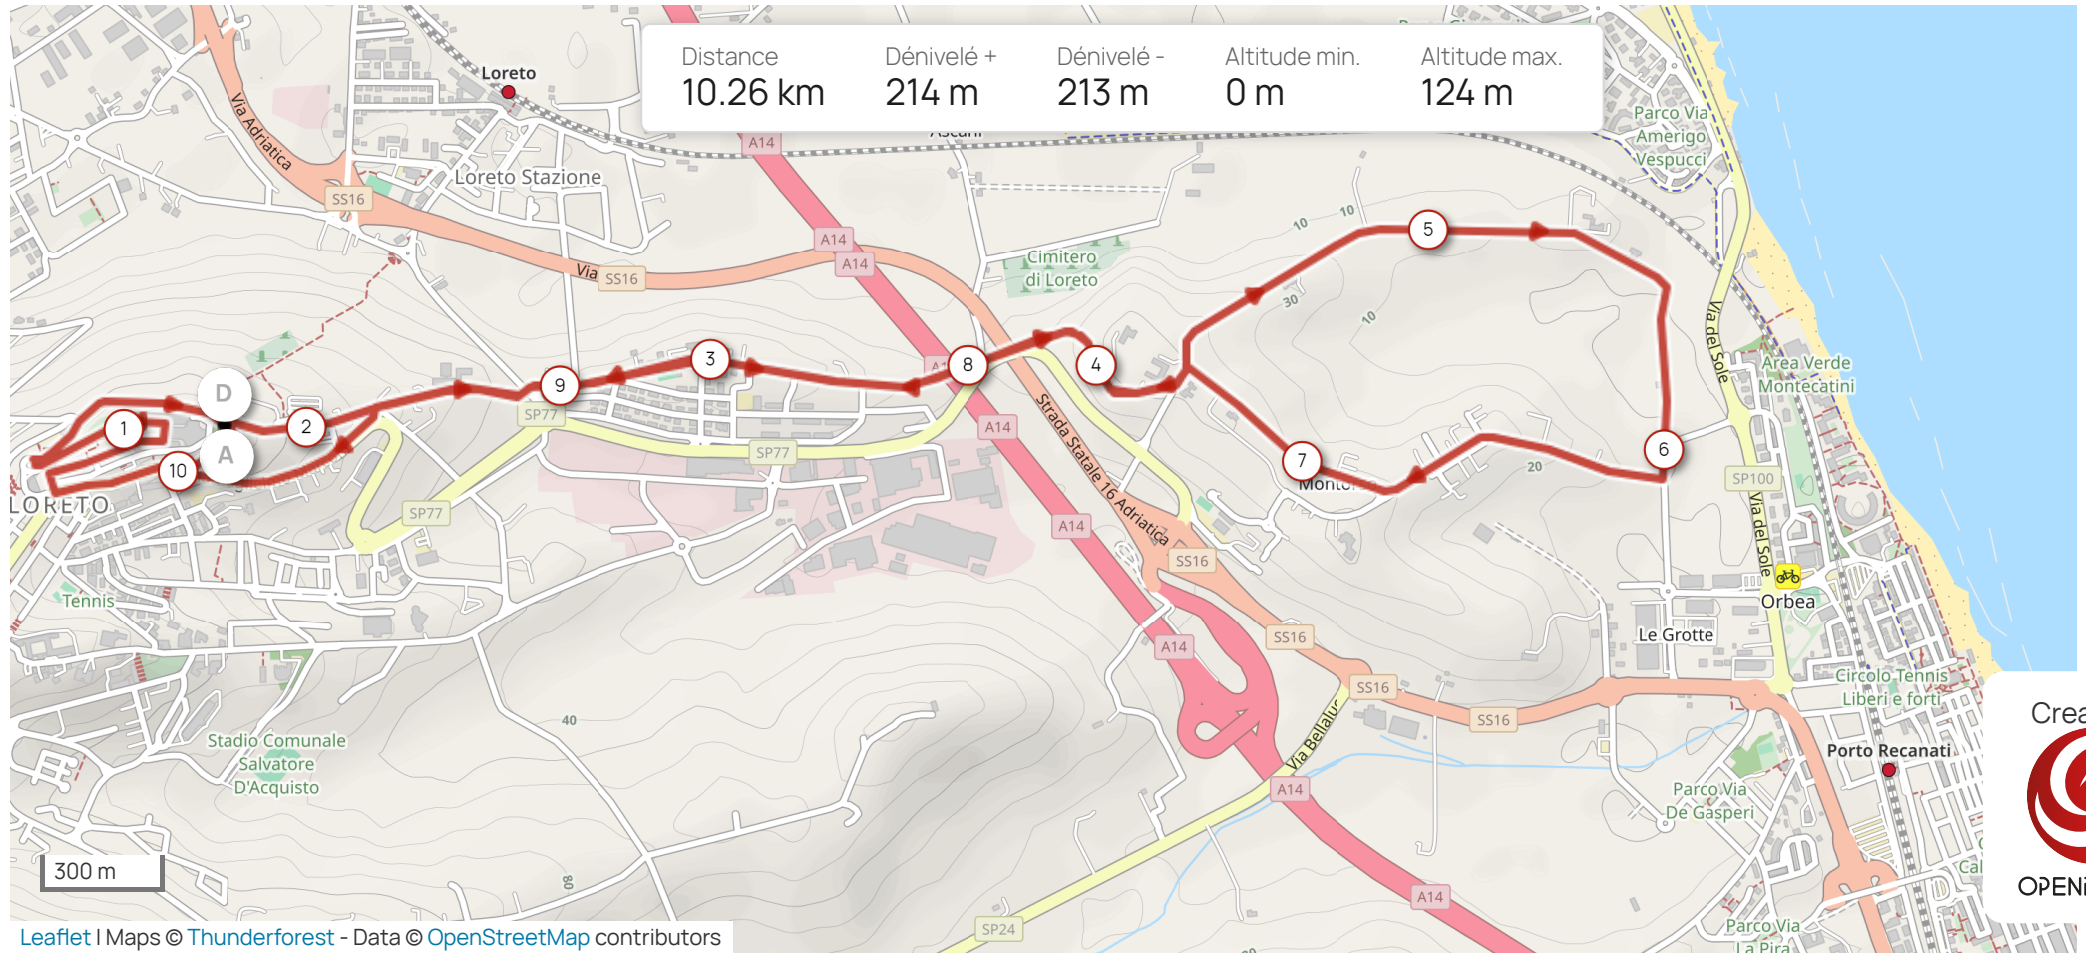 Distance
10.26 km
Dénivelé +
214 m
Dénivelé -
213 m
Altitude min.
0 m
Altitude max.
124 m
Loreto
Via Adriatica
Loreto Stazione
SS16
A14
Parco Via
Amerigo
Vespucci
A14
A14
Via
SS16
Cimitero
di Loreto
10
10
30
10
5
Via del Sole
3
8
4
9
Area Verde
Montecatini
D
1
2
A
10
SP77
SP77
SP77
A14
Strada Statale 16 Adriatica
7
6
20
SP100
LORETO
A14
SS16
Via del Sole
Orbea
Tennis
Le Grotte
SS16
A14
SS16
SS16
Circolo Tennis
Liberi e forti
40
Stadio Comunale
Salvatore
D'Acquisto
Porto Recanati
A14
Parco Via
De Gasperi
300 m
80
A14
SP24
Parco Via
La Pira
Leaflet | Maps © Thunderforest - Data © OpenStreetMap contributors